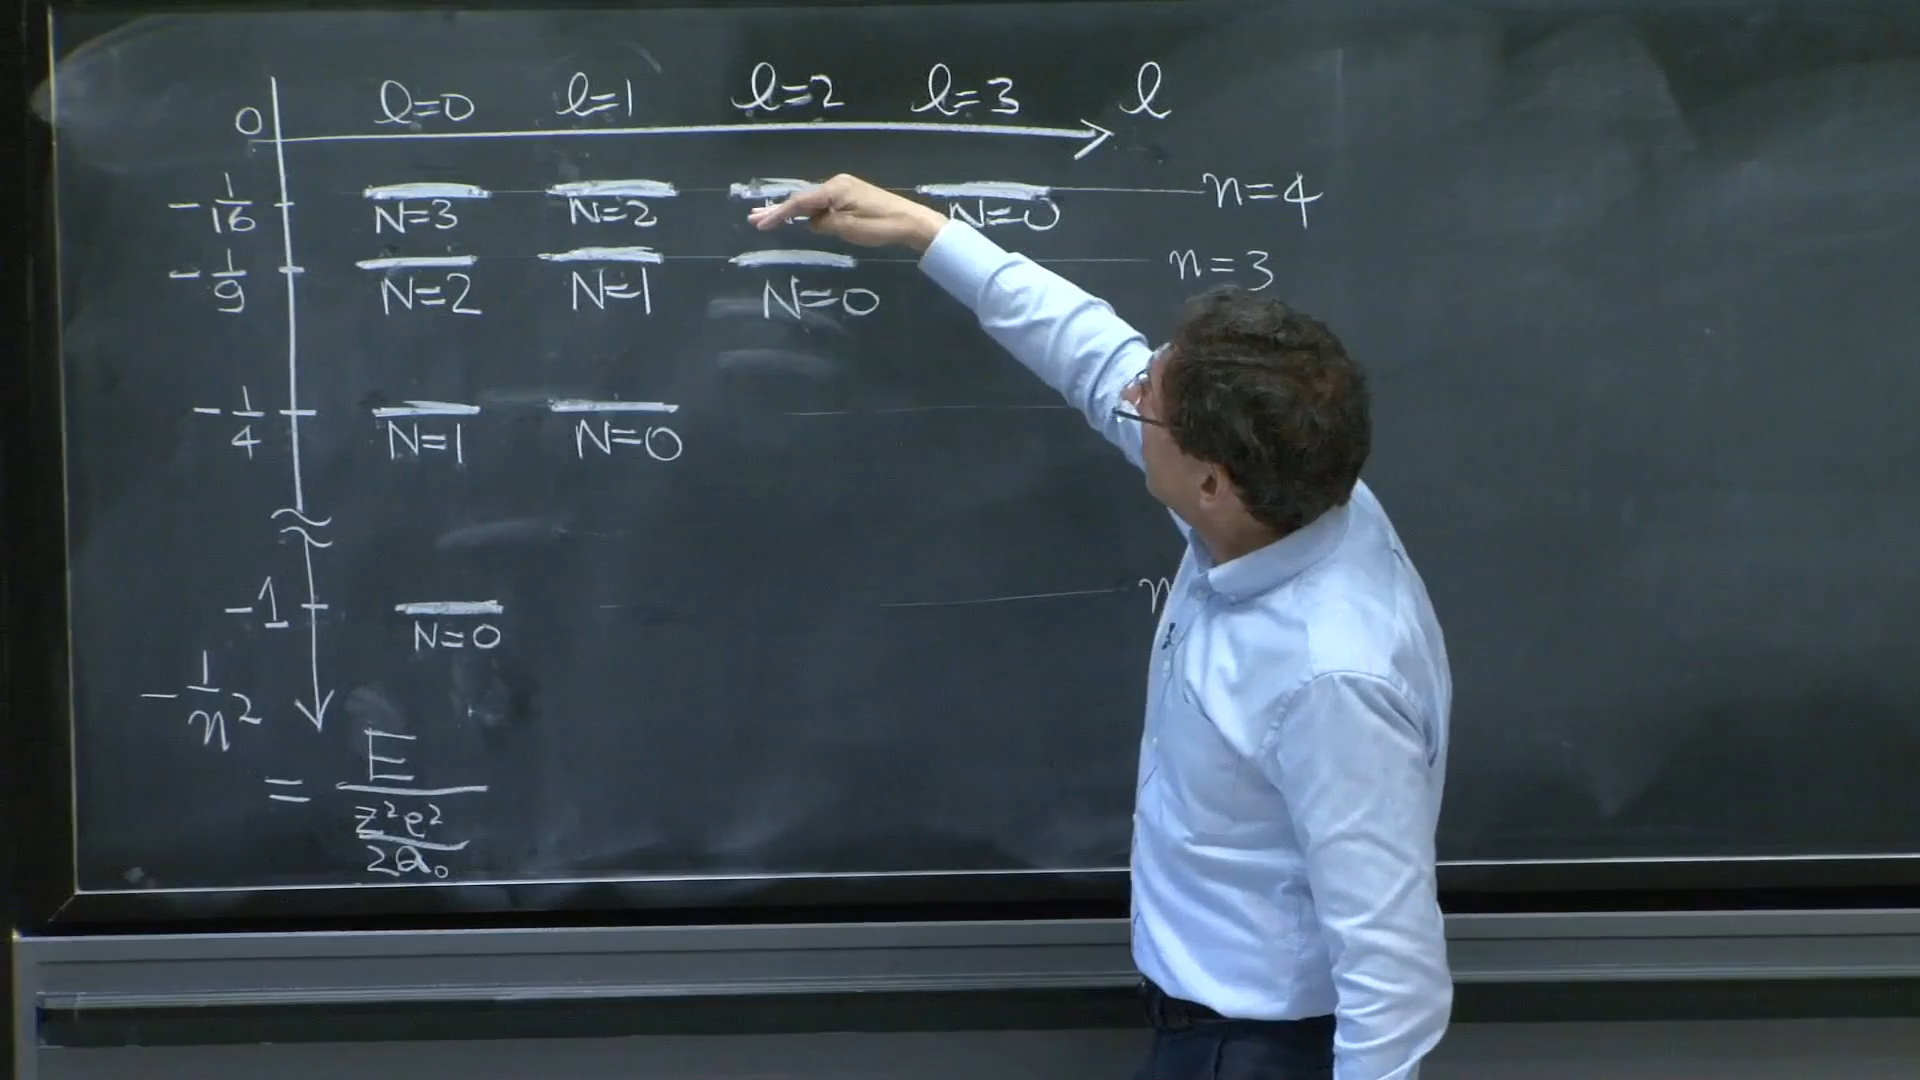 0 l=0 l=1 l=2 l=3 l
-1/16 N=3 N=2 N= N=0 n=4
-1/9 N=2 N=1 N=0 n=3
-1/4 N=1 N=0
-1 N=0 n
-1/n² = E/(z²e²/2a₀)